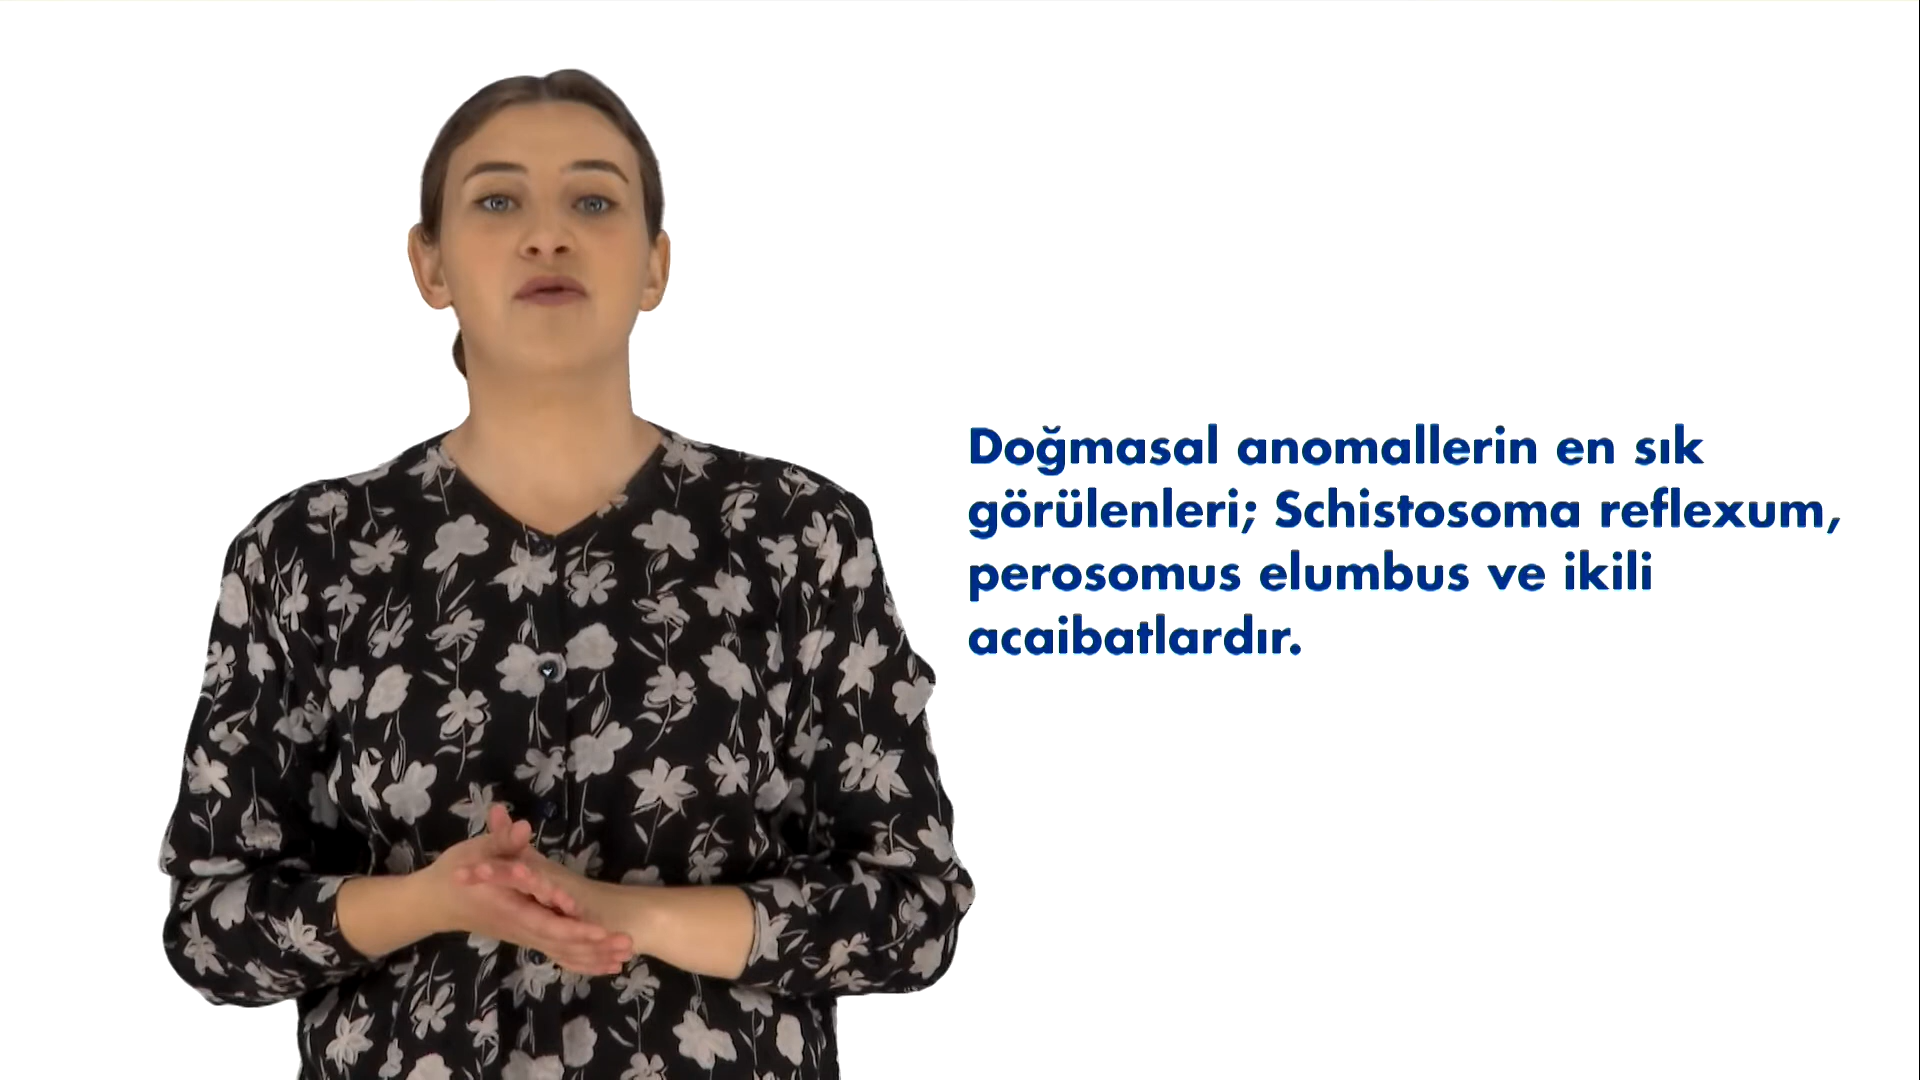 Doğmasal anomallerin en sık
görülenleri; Schistosoma reflexum,
perosomus elumbus ve ikili
acaibatlardır.